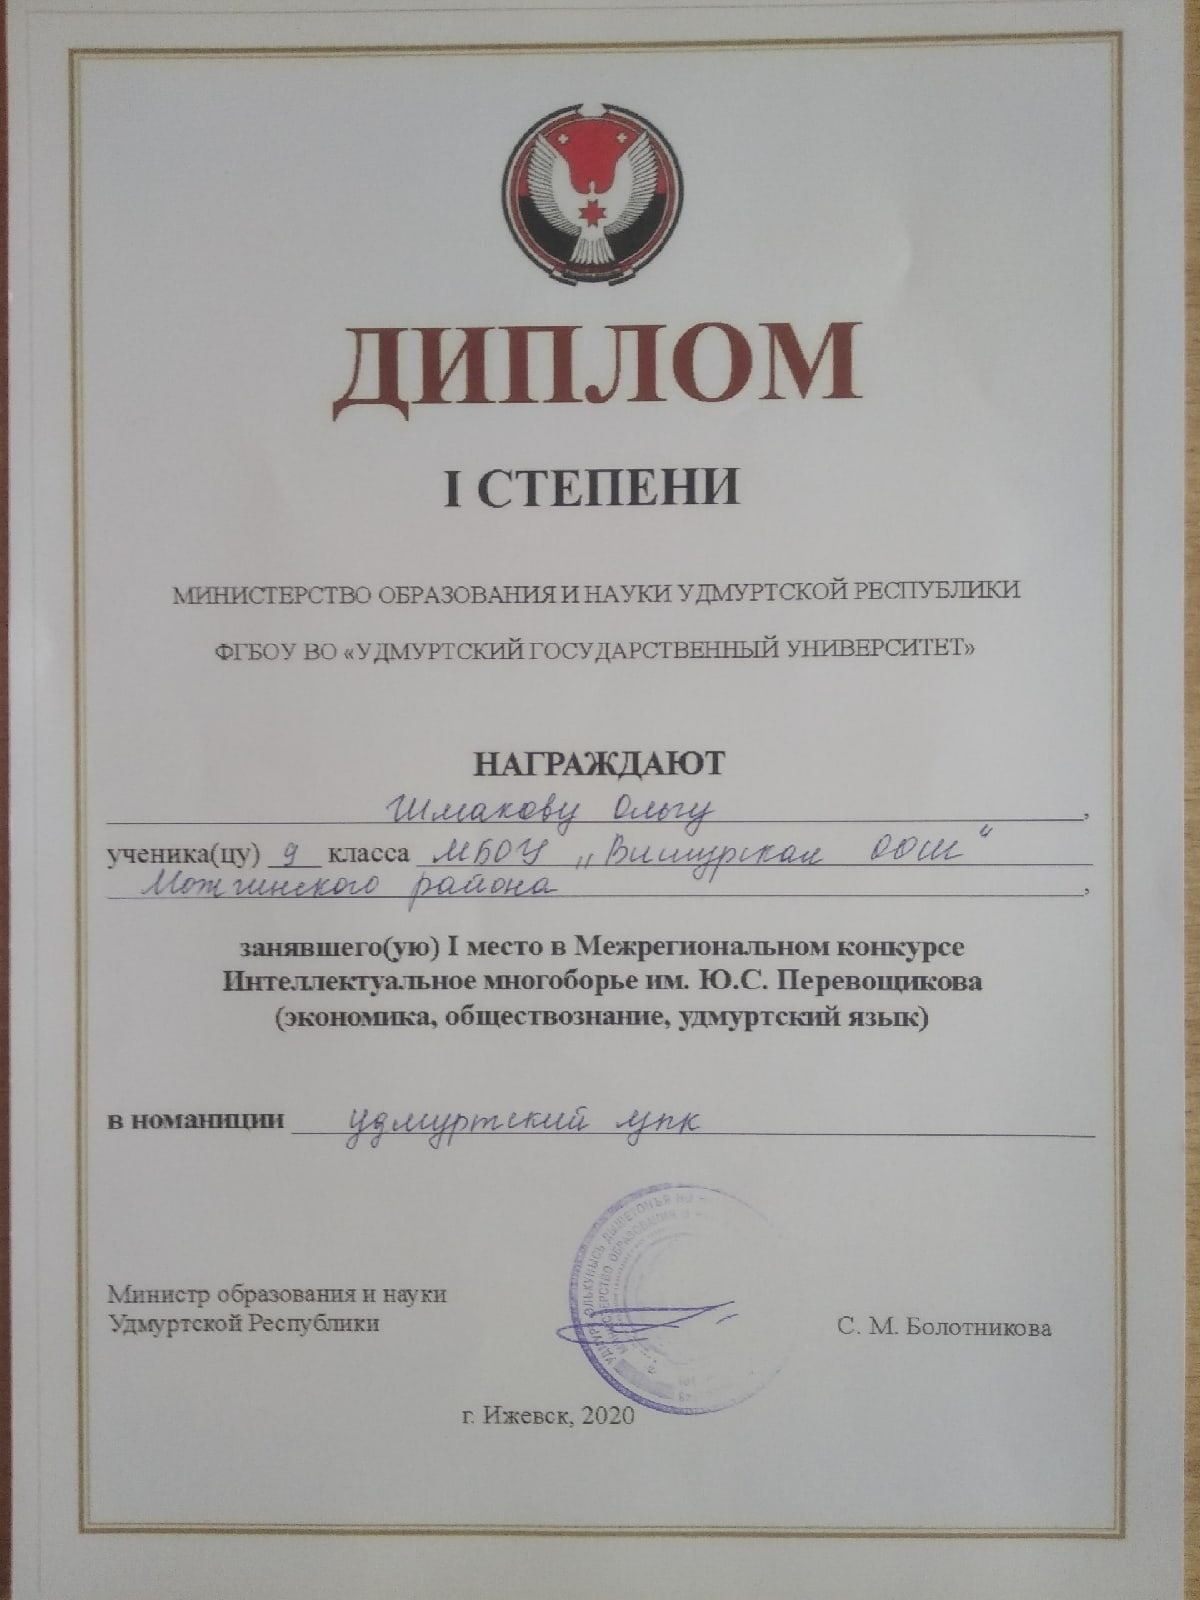 ДИПЛОМ
I СТЕПЕНИ
МИНИСТЕРСТВО ОБРАЗОВАНИЯ И НАУКИ УДМУРТСКОЙ РЕСПУБЛИКИ
ФГБОУ ВО «УДМУРТСКИЙ ГОСУДАРСТВЕННЫЙ УНИВЕРСИТЕТ»
НАГРАЖДАЮТ
Шмакову Ольгу,
ученика(цу) 9 класса МБОУ „Вишурская ООШ“
Можгинского района,
занявшего(ую) I место в Межрегиональном конкурсе
Интеллектуальное многоборье им. Ю.С. Перевощикова
(экономика, обществознание, удмуртский язык)
в номаниции удмуртский язык
Министр образования и науки
Удмуртской Республики
С. М. Болотникова
г. Ижевск, 2020